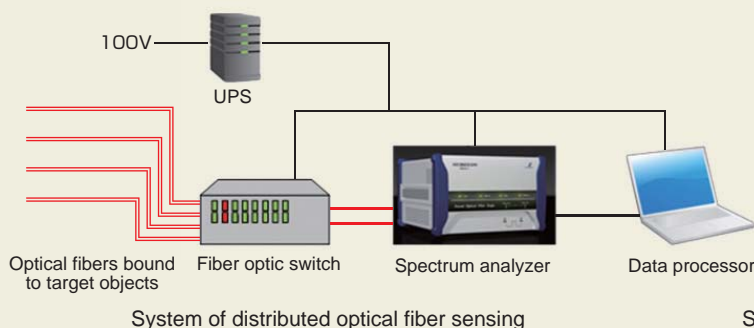 100V
UPS
Optical fibers bound
to target objects
Fiber optic switch
Spectrum analyzer
Data processor
System of distributed optical fiber sensing
S